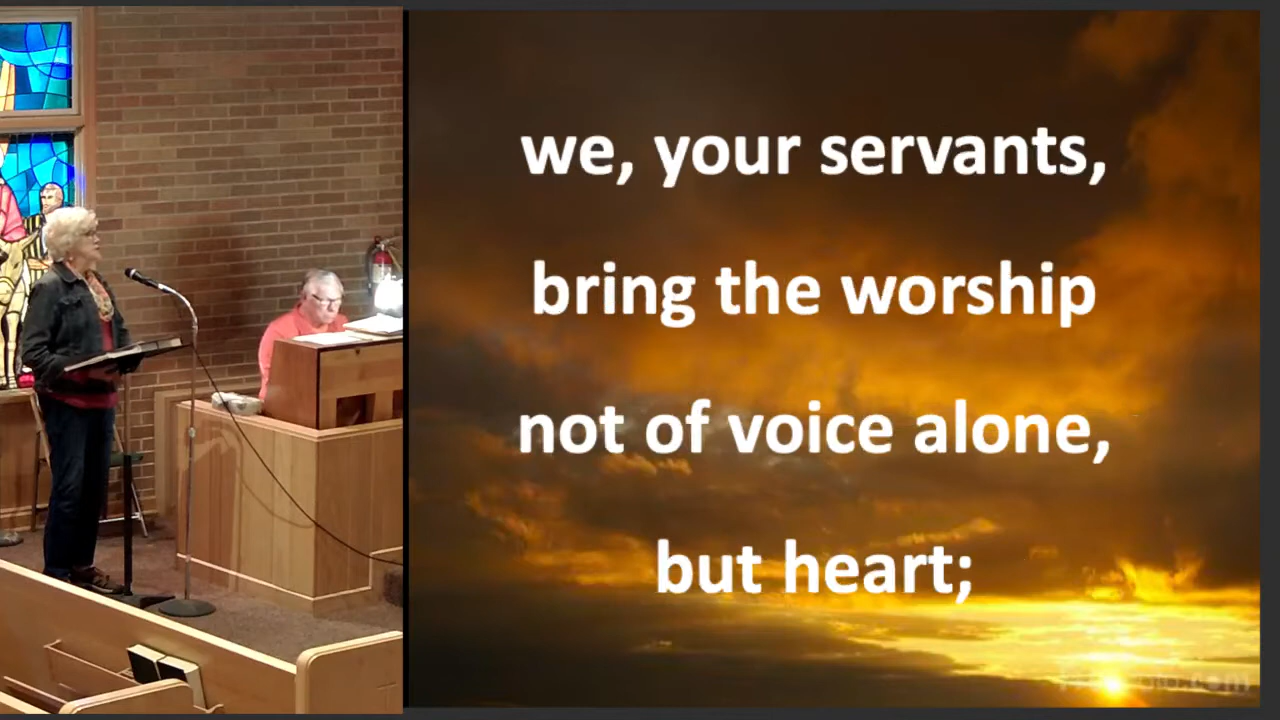 we, your servants,
bring the worship
not of voice alone,
but heart;